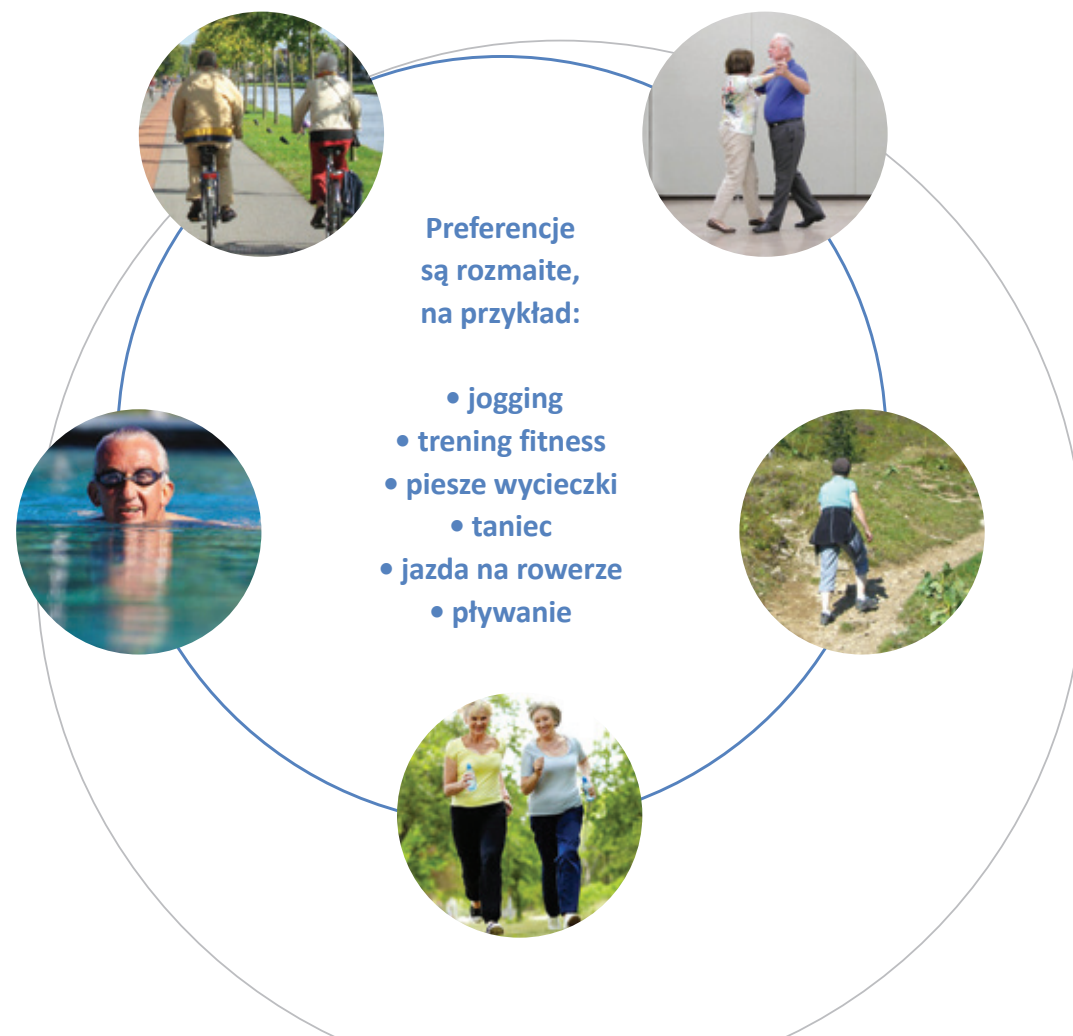 Preferencje
są rozmaite,
na przykład:
• jogging
• trening fitness
• piesze wycieczki
• taniec
• jazda na rowerze
• pływanie